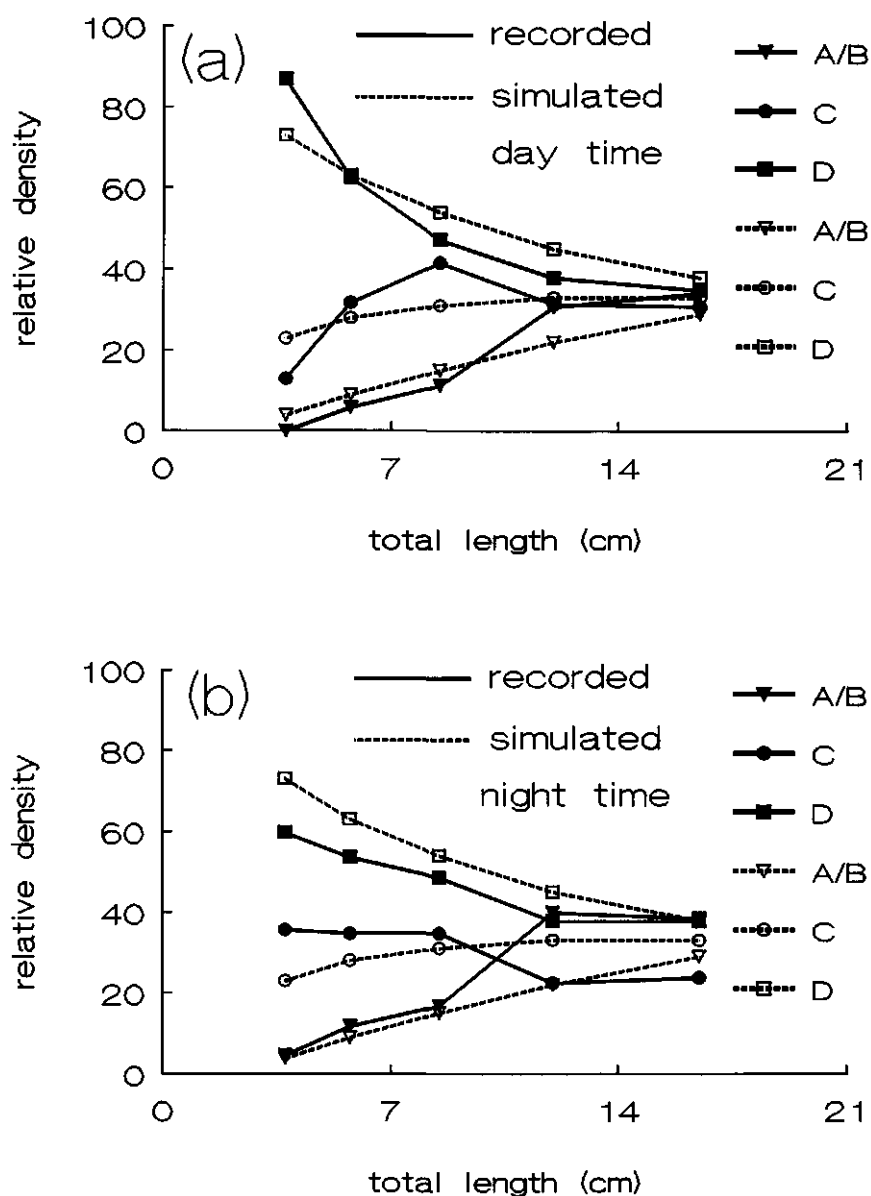 (a)
recorded
simulated
day time
A/B
C
D
A/B
C
D
relative density
100
80
60
40
20
0
0 7 14 21
total length (cm)
(b)
recorded
simulated
night time
A/B
C
D
A/B
C
D
relative density
100
80
60
40
20
0
0 7 14 21
total length (cm)